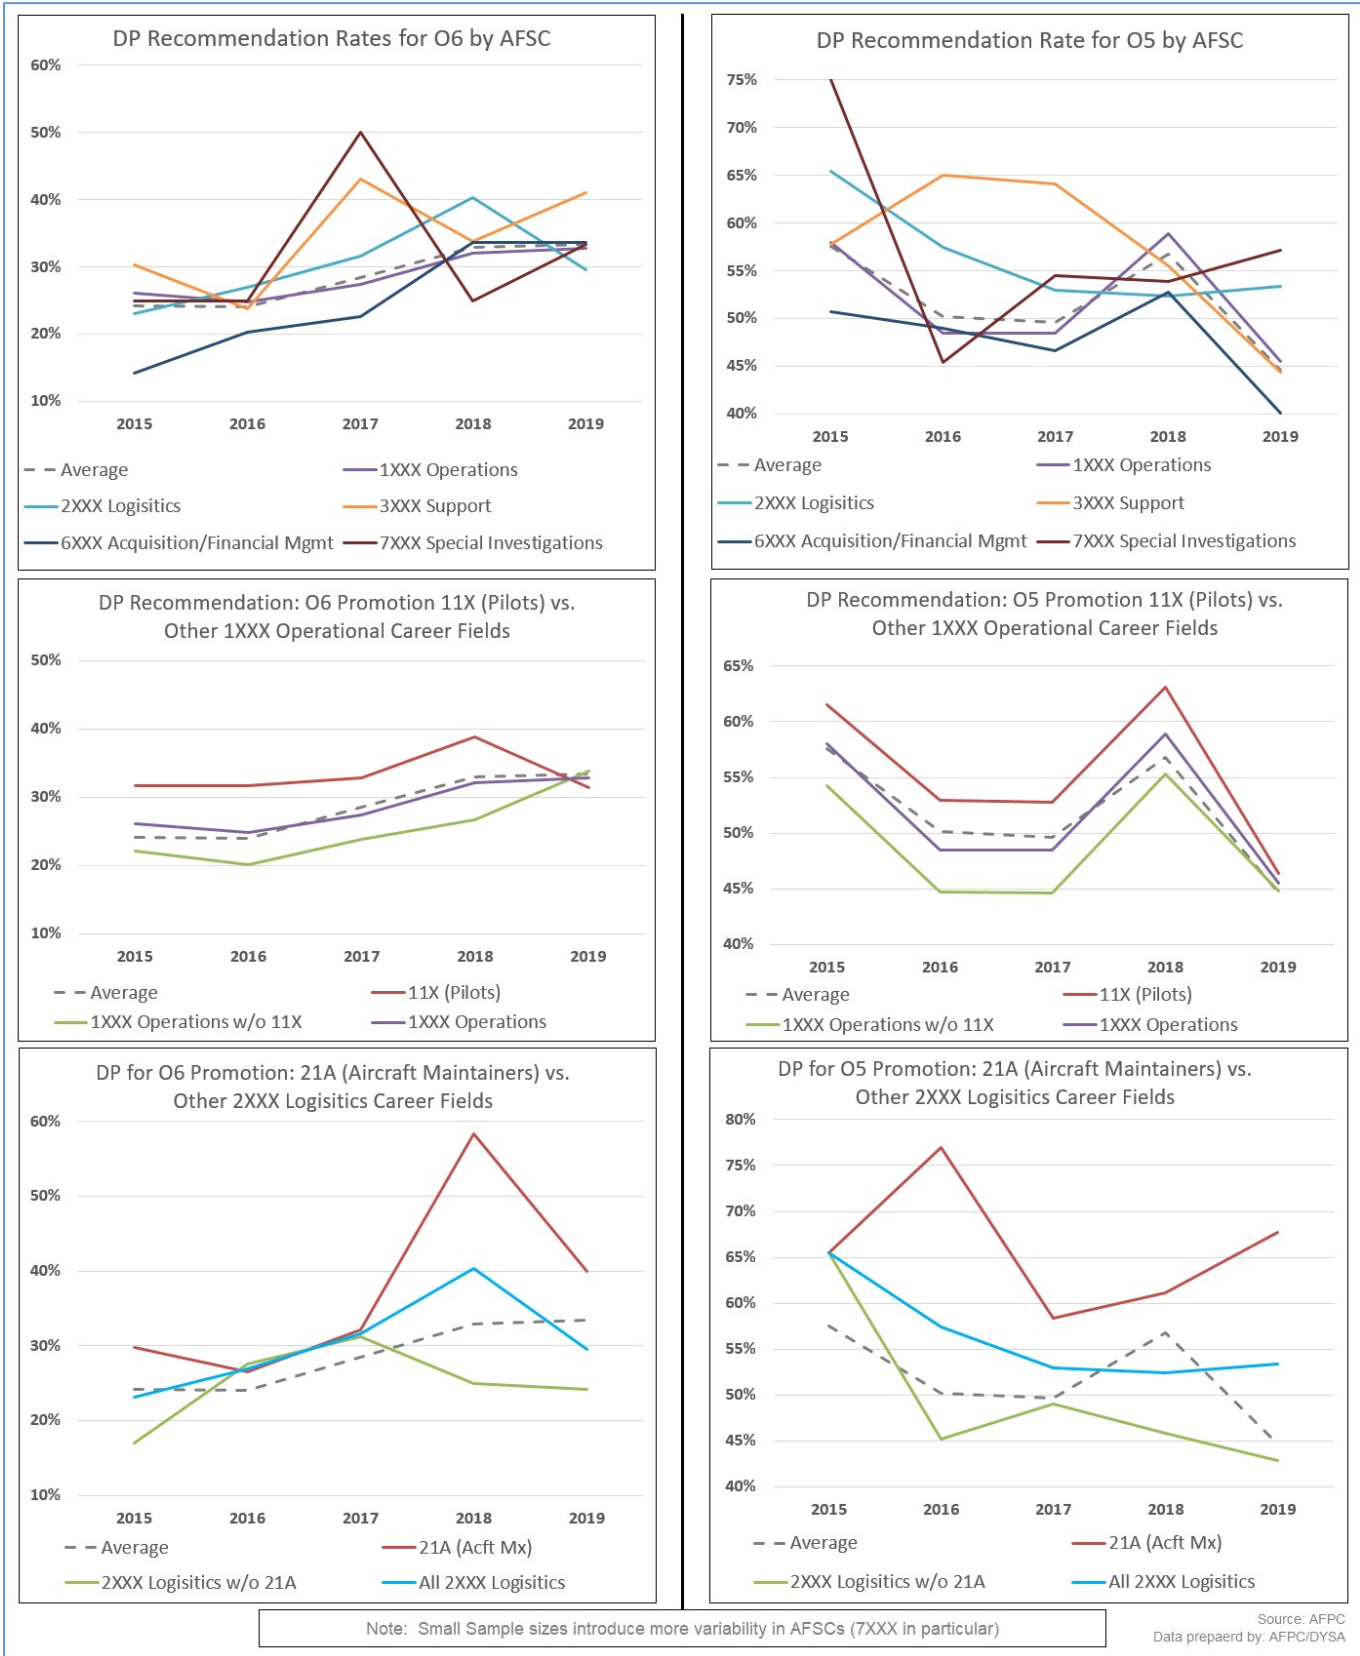 DP Recommendation Rates for O6 by AFSC
60%
50%
40%
30%
20%
10%
2015 2016 2017 2018 2019
Average 1XXX Operations
2XXX Logisitics 3XXX Support
6XXX Acquisition/Financial Mgmt 7XXX Special Investigations
DP Recommendation Rate for O5 by AFSC
75%
70%
65%
60%
55%
50%
45%
40%
2015 2016 2017 2018 2019
Average 1XXX Operations
2XXX Logisitics 3XXX Support
6XXX Acquisition/Financial Mgmt 7XXX Special Investigations
DP Recommendation: O6 Promotion 11X (Pilots) vs.
Other 1XXX Operational Career Fields
50%
40%
30%
20%
10%
2015 2016 2017 2018 2019
Average 11X (Pilots)
1XXX Operations w/o 11X 1XXX Operations
DP Recommendation: O5 Promotion 11X (Pilots) vs.
Other 1XXX Operational Career Fields
65%
60%
55%
50%
45%
40%
2015 2016 2017 2018 2019
Average 11X (Pilots)
1XXX Operations w/o 11X 1XXX Operations
DP for O6 Promotion: 21A (Aircraft Maintainers) vs.
Other 2XXX Logisitics Career Fields
60%
50%
40%
30%
20%
10%
2015 2016 2017 2018 2019
Average 21A (Acft Mx)
2XXX Logisitics w/o 21A All 2XXX Logisitics
DP for O5 Promotion: 21A (Aircraft Maintainers) vs.
Other 2XXX Logisitics Career Fields
80%
75%
70%
65%
60%
55%
50%
45%
40%
2015 2016 2017 2018 2019
Average 21A (Acft Mx)
2XXX Logisitics w/o 21A All 2XXX Logisitics
Note: Small Sample sizes introduce more variability in AFSCs (7XXX in particular)
Source: AFPC
Data prepaerd by: AFPC/DYSA